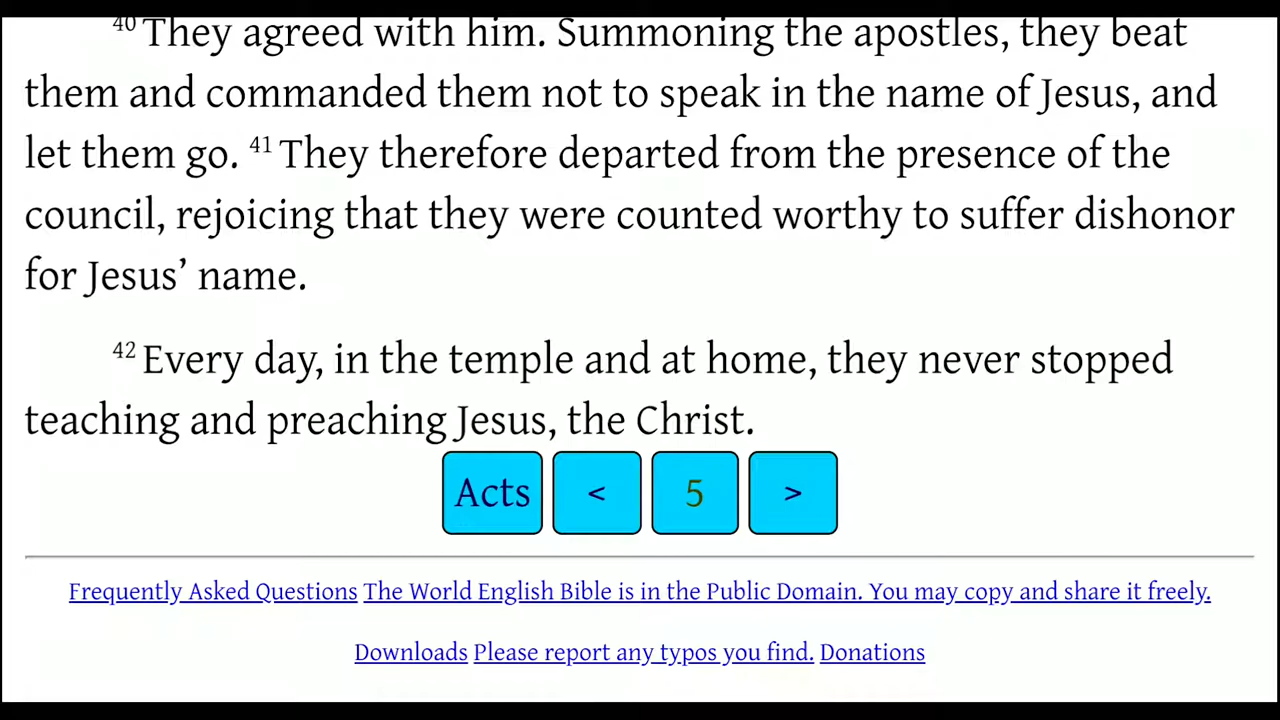 40 They agreed with him. Summoning the apostles, they beat
them and commanded them not to speak in the name of Jesus, and
let them go. 41 They therefore departed from the presence of the
council, rejoicing that they were counted worthy to suffer dishonor
for Jesus’ name.
42 Every day, in the temple and at home, they never stopped
teaching and preaching Jesus, the Christ.
Acts < 5 >
Frequently Asked Questions The World English Bible is in the Public Domain. You may copy and share it freely.
Downloads Please report any typos you find. Donations